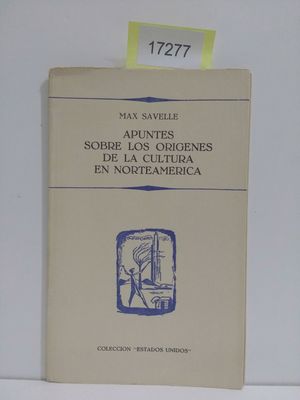 17277
MAX SAVELLE
APUNTES
SOBRE LOS ORIGENES
DE LA CULTURA
EN NORTEAMERICA
COLECCION "ESTADOS UNIDOS"